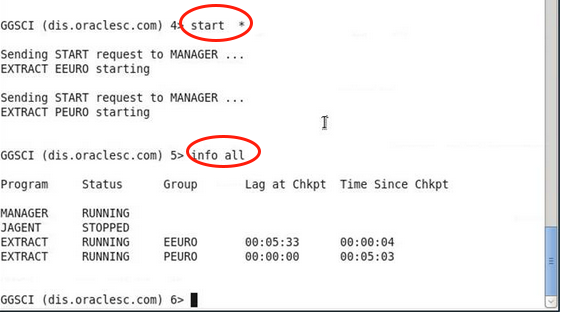 GGSCI (dis.oraclesc.com) 4> start  *
Sending START request to MANAGER ...
EXTRACT EEURO starting
Sending START request to MANAGER ...
EXTRACT PEURO starting
GGSCI (dis.oraclesc.com) 5> info all
Program     Status      Group       Lag at Chkpt  Time Since Chkpt
MANAGER     RUNNING
JAGENT      STOPPED
EXTRACT     RUNNING     EEURO       00:05:33      00:00:04
EXTRACT     RUNNING     PEURO       00:00:00      00:05:03
GGSCI (dis.oraclesc.com) 6>